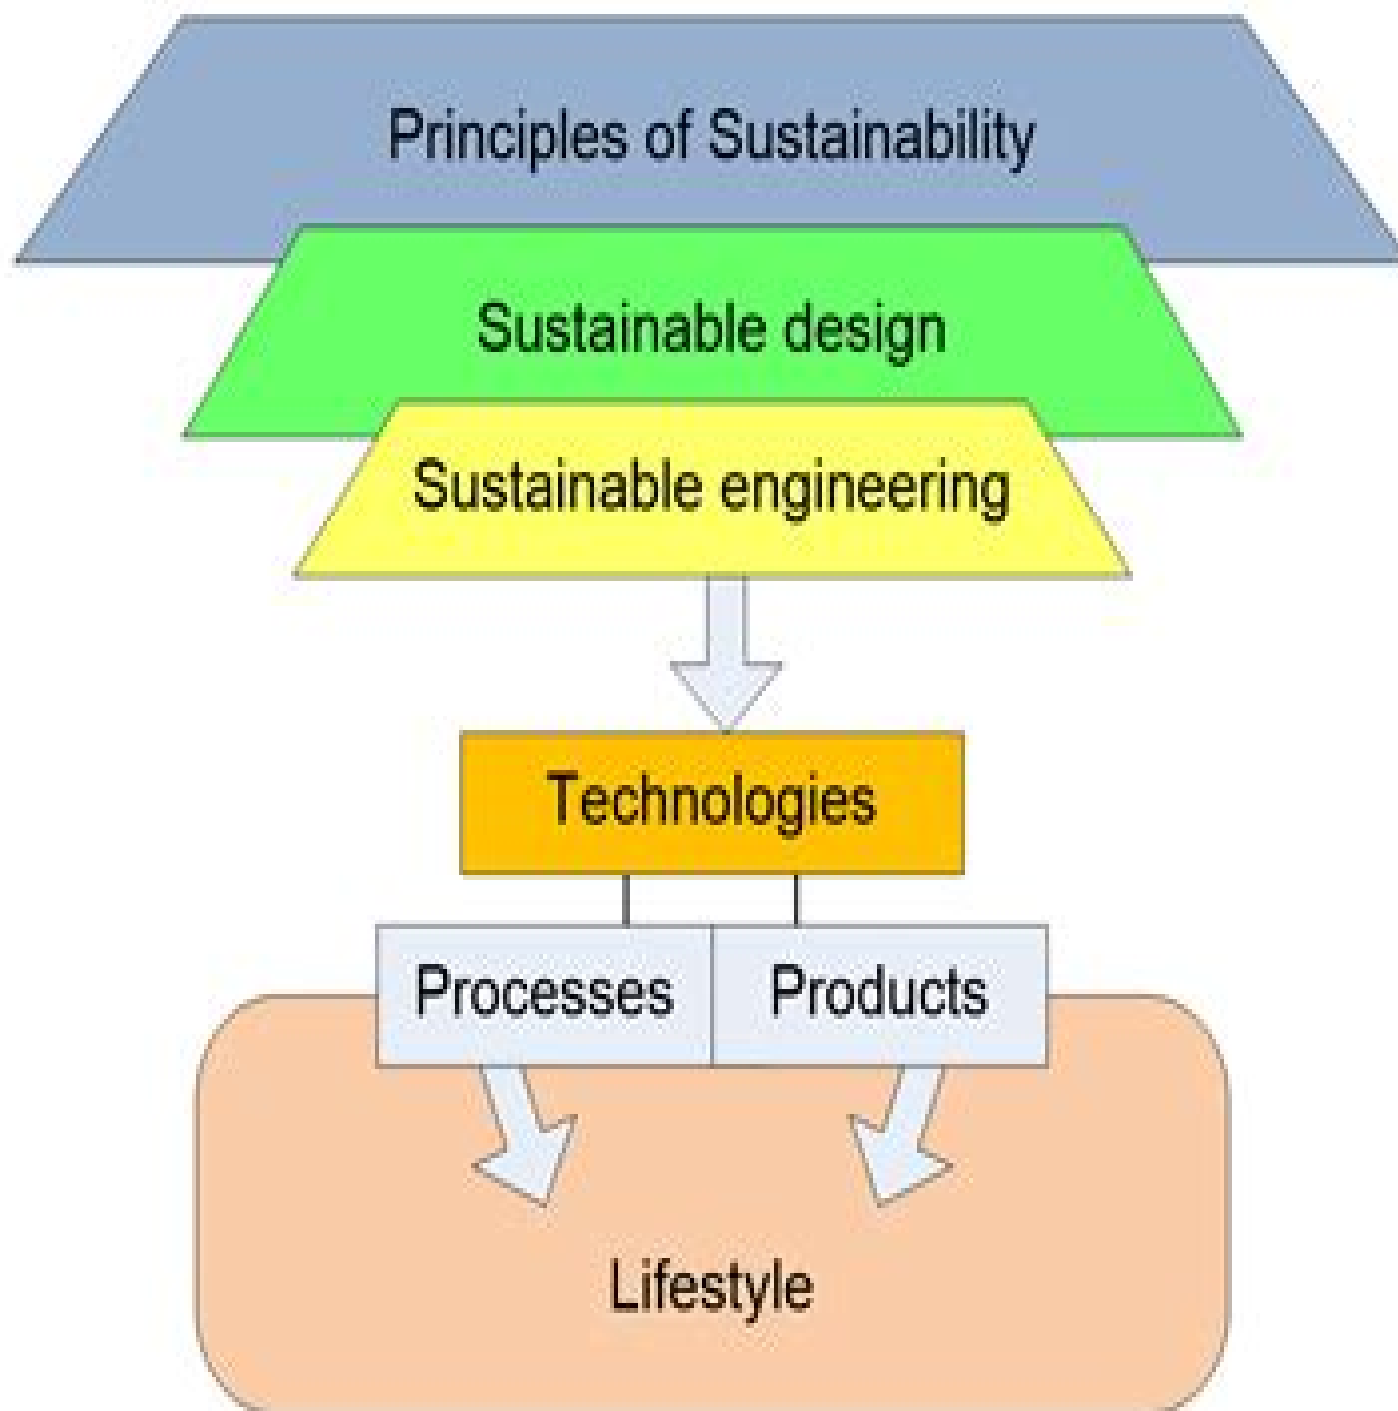 Principles of Sustainability
Sustainable design
Sustainable engineering
Technologies
Processes
Products
Lifestyle